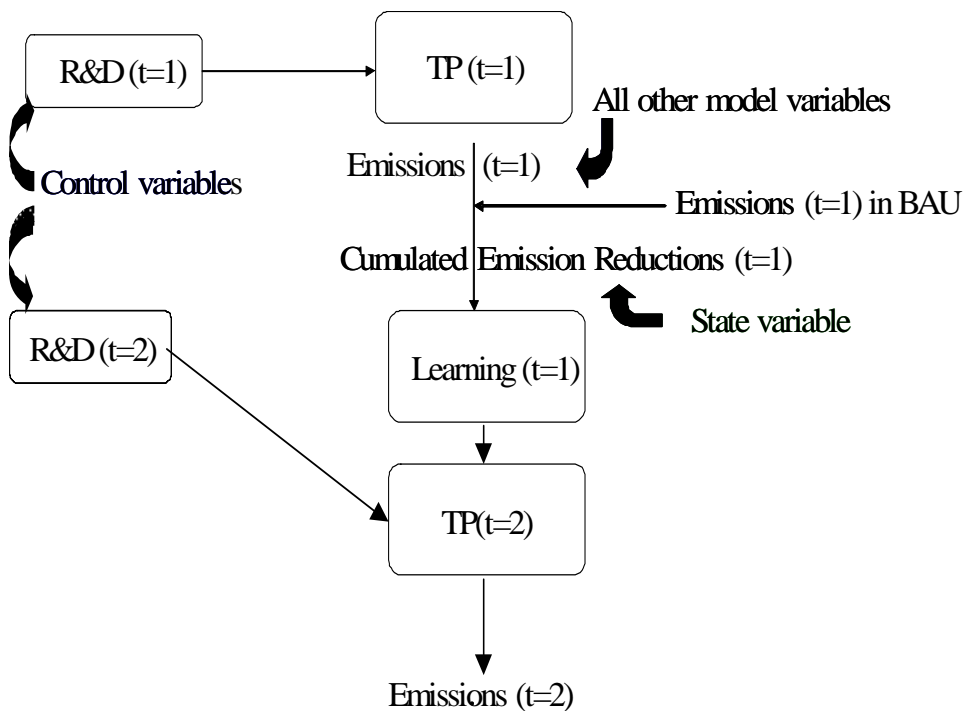 R&D (t=1)
TP (t=1)
All other model variables
Emissions (t=1)
Control variables
Emissions (t=1) in BAU
Cumulated Emission Reductions (t=1)
State variable
R&D (t=2)
Learning (t=1)
TP(t=2)
Emissions (t=2)